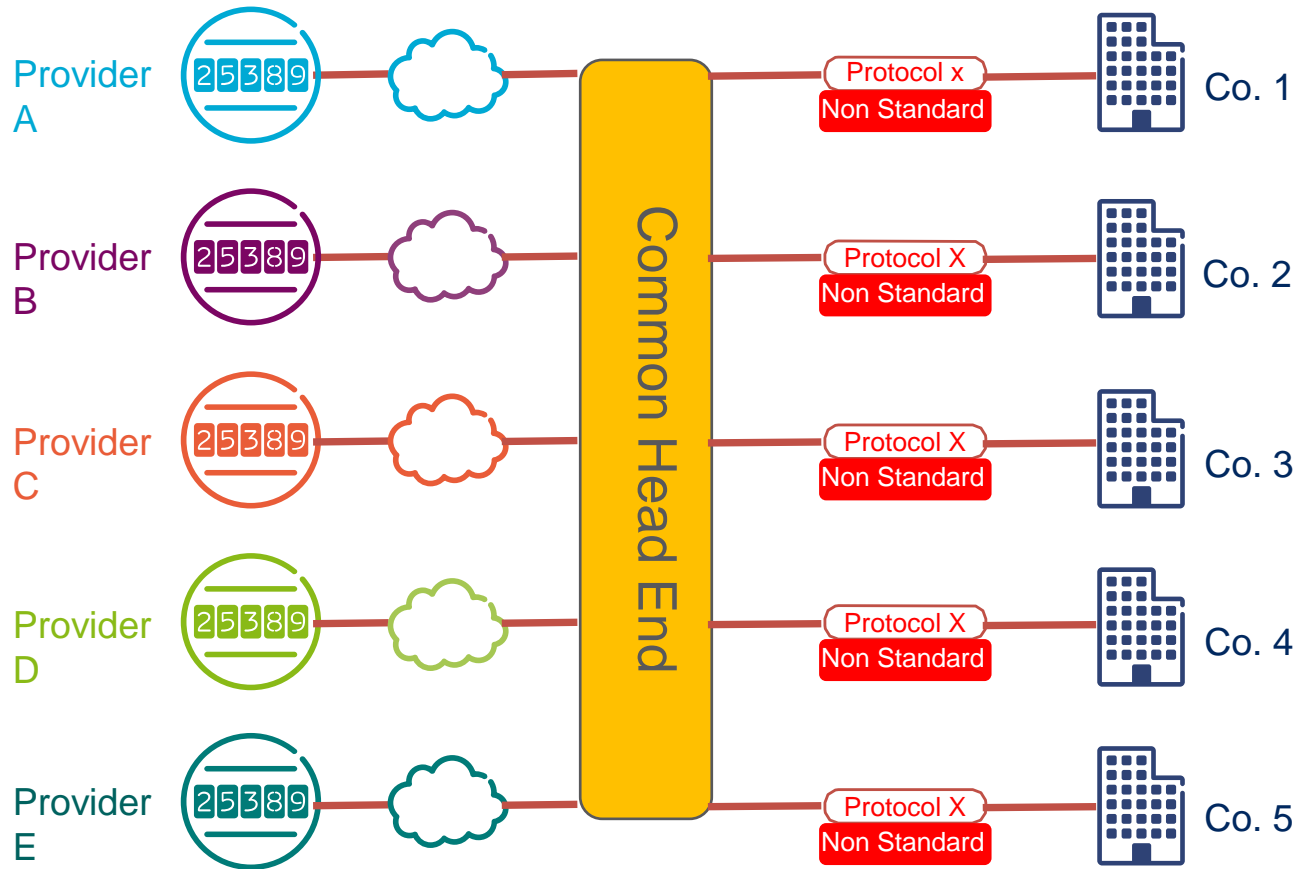 Provider
A
25389
Protocol x
Non Standard
Co. 1
Provider
B
25389
Protocol X
Non Standard
Co. 2
Common Head End
Provider
C
25389
Protocol X
Non Standard
Co. 3
Provider
D
25389
Protocol X
Non Standard
Co. 4
Provider
E
25389
Protocol X
Non Standard
Co. 5